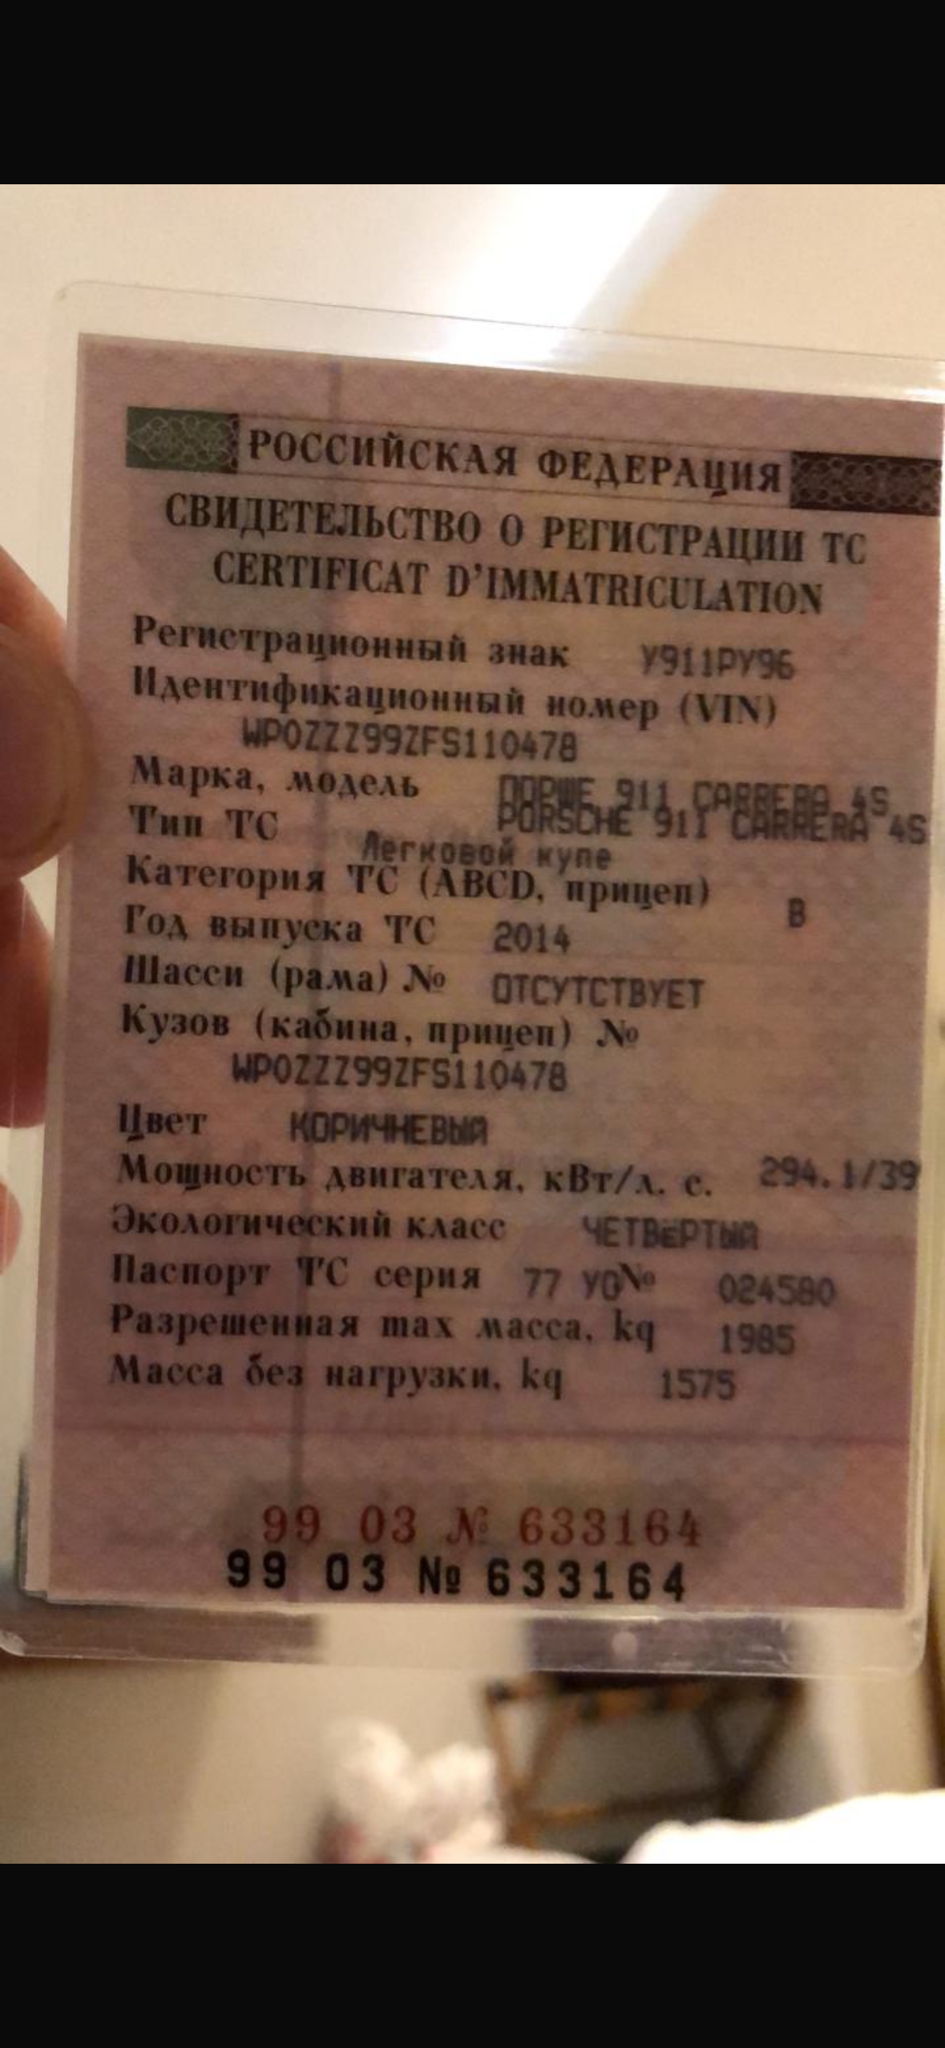 РОССИЙСКАЯ ФЕДЕРАЦИЯ
СВИДЕТЕЛЬСТВО О РЕГИСТРАЦИИ ТС
CERTIFICAT D'IMMATRICULATION
Регистрационный знак У911РУ96
Идентификационный номер (VIN)
WP0ZZZ99ZFS110478
Марка, модель ПОРШЕ 911 CARRERA 4S
Тип ТС PORSCHE 911 CARRERA 4S
Легковой купе
Категория ТС (ABCD, прицеп) B
Год выпуска ТС 2014
Шасси (рама) № ОТСУТСТВУЕТ
Кузов (кабина, прицеп) №
WP0ZZZ99ZFS110478
Цвет КОРИЧНЕВЫЙ
Мощность двигателя, кВт/л. с. 294.1/39
Экологический класс ЧЕТВЕРТЫЙ
Паспорт ТС серия 77 УО № 024580
Разрешенная max масса, kq 1985
Масса без нагрузки, kq 1575
99 03 № 633164
99 03 № 633164